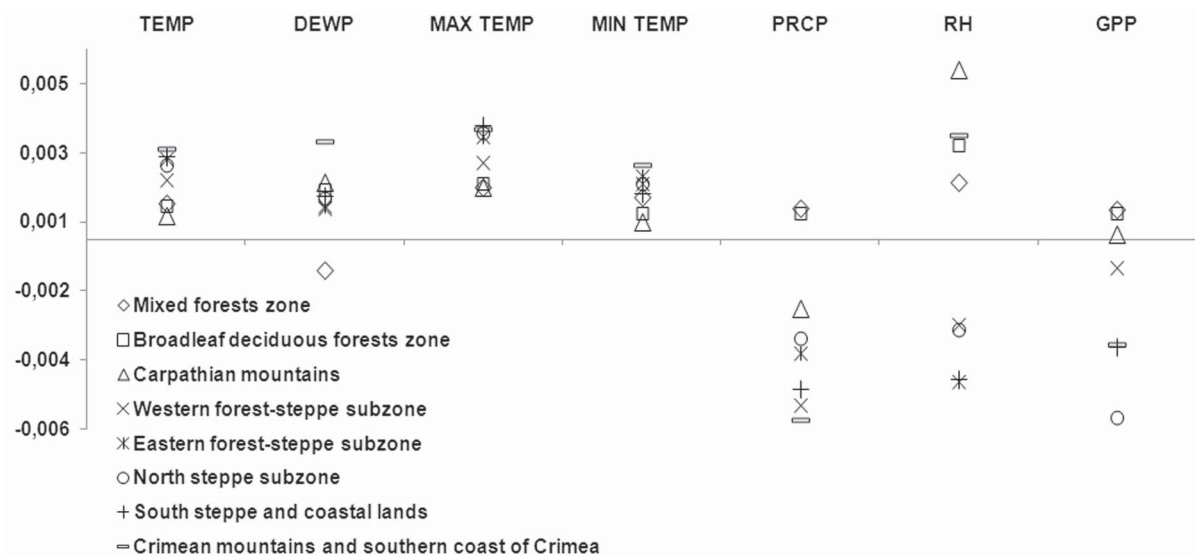 TEMP DEWP MAX TEMP MIN TEMP PRCP RH GPP
0,005
0,003
0,001
-0,002
-0,004
-0,006
Mixed forests zone
Broadleaf deciduous forests zone
Carpathian mountains
Western forest-steppe subzone
Eastern forest-steppe subzone
North steppe subzone
South steppe and coastal lands
Crimean mountains and southern coast of Crimea